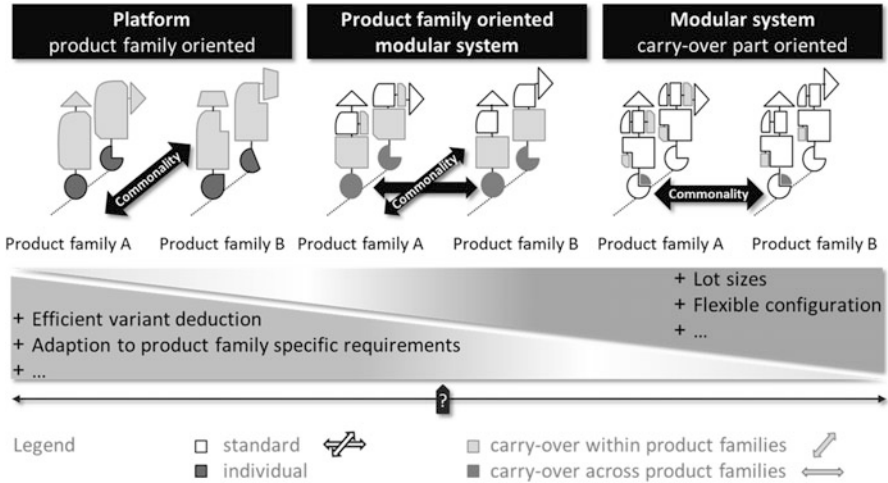 Platform
product family oriented
Product family oriented
modular system
Modular system
carry-over part oriented
Commonality
Commonality
Commonality
Product family A
Product family B
Product family A
Product family B
Product family A
Product family B
+ Lot sizes
+ Flexible configuration
+ ...
+ Efficient variant deduction
+ Adaption to product family specific requirements
+ ...
?
Legend
standard
carry-over within product families
individual
carry-over across product families